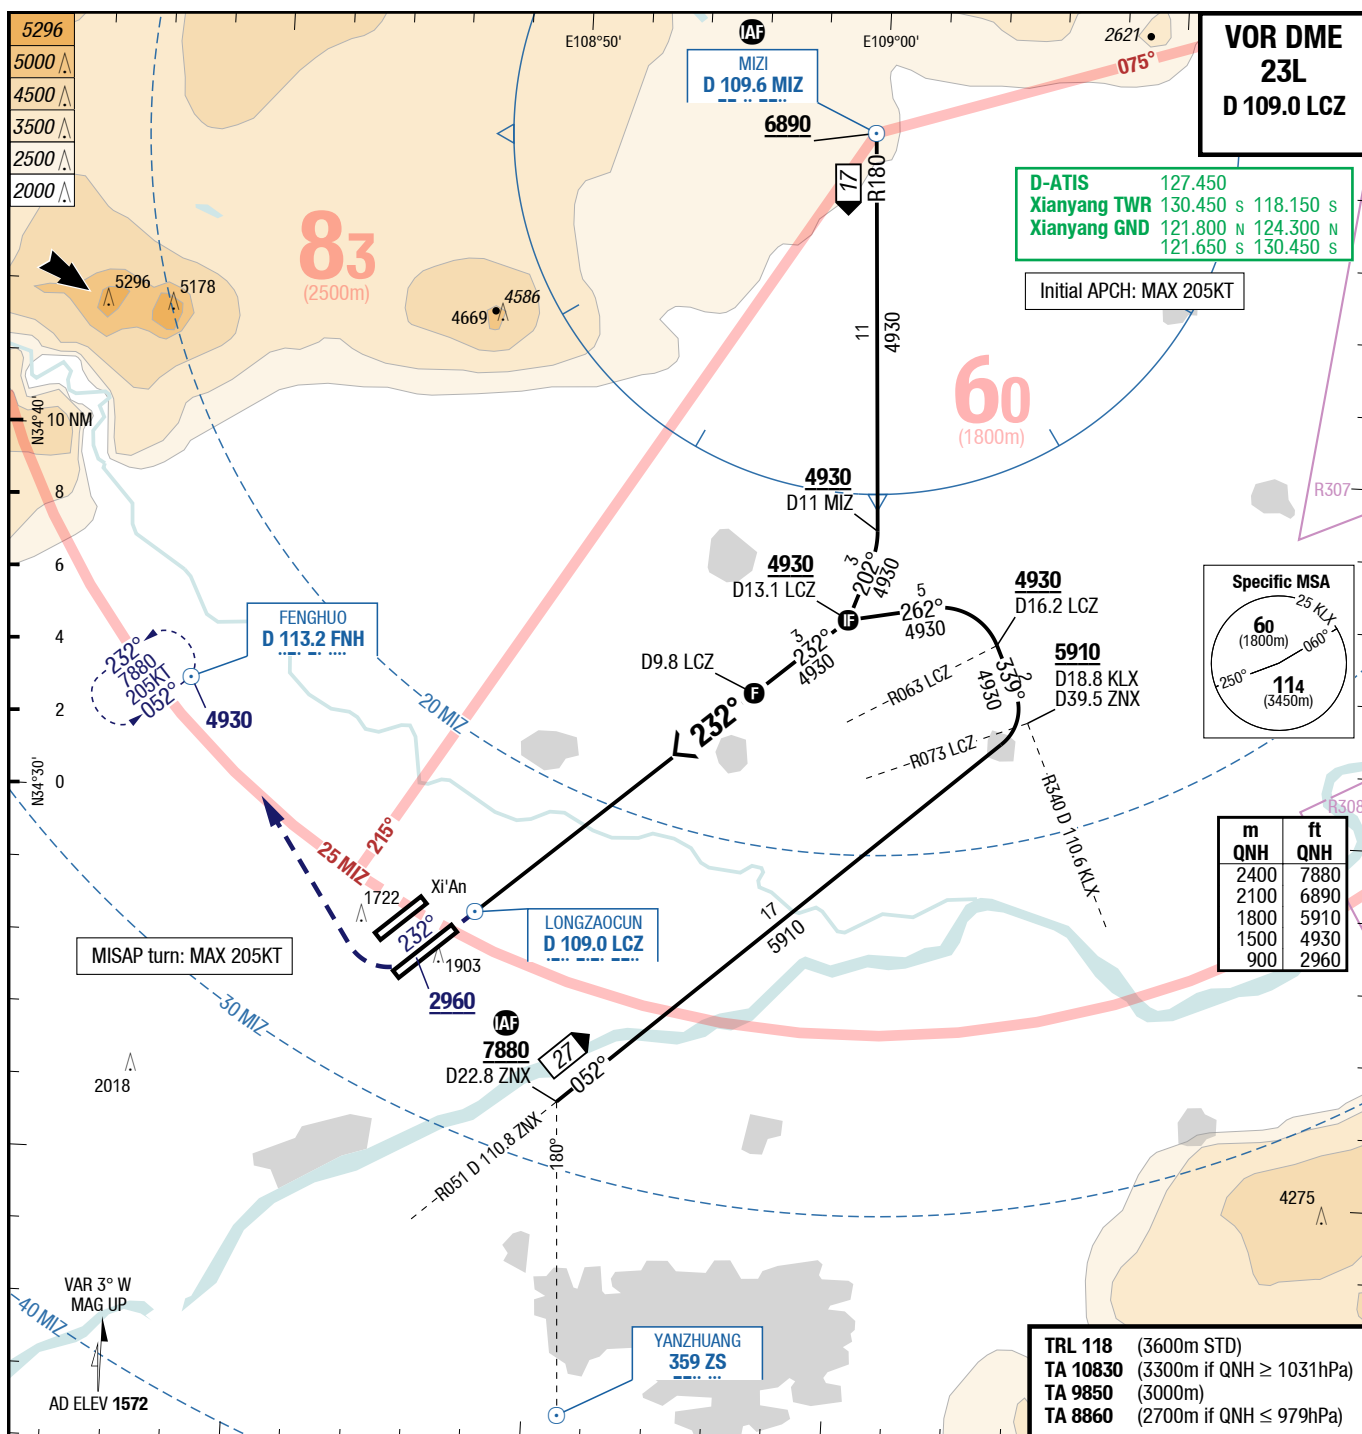 5296
5000
4500
3500
2500
2000
E108°50'
IAF
MIZI
D 109.6 MIZ
6890
E109°00'
2621
075°
VOR DME
23L
D 109.0 LCZ
D-ATIS 127.450
Xianyang TWR 130.450 S 118.150 S
Xianyang GND 121.800 N 124.300 N
121.650 S 130.450 S
Initial APCH: MAX 205KT
17
R180
83
(2500m)
5296
5178
4669
4586
11
4930
60
(1800m)
N34°40'
10 NM
8
6
4
2
0
N34°30'
4930
D11 MIZ
R307
3
202°
4930
4930
D13.1 LCZ
IF
5
262°
4930
4930
D16.2 LCZ
Specific MSA
25 KLX
60
(1800m)
060°
250°
114
(3450m)
FENGHUO
D 113.2 FNH
232°
7880
205KT
052°
4930
3
232°
4930
D9.8 LCZ
F
232°
R063 LCZ
339°
2
4930
5910
D18.8 KLX
D39.5 ZNX
R073 LCZ
R340 D 110.6 KLX
20 MIZ
R308
m ft
QNH QNH
2400 7880
2100 6890
1800 5910
1500 4930
900 2960
215°
25 MIZ
1722
Xi'An
232°
LONGZAOCUN
D 109.0 LCZ
17
5910
MISAP turn: MAX 205KT
1903
2960
30 MIZ
IAF
7880
D22.8 ZNX
27
052°
2018
R051 D 110.8 ZNX
180°
4275
VAR 3° W
MAG UP
40 MIZ
AD ELEV 1572
YANZHUANG
359 ZS
TRL 118 (3600m STD)
TA 10830 (3300m if QNH ≥ 1031hPa)
TA 9850 (3000m)
TA 8860 (2700m if QNH ≤ 979hPa)